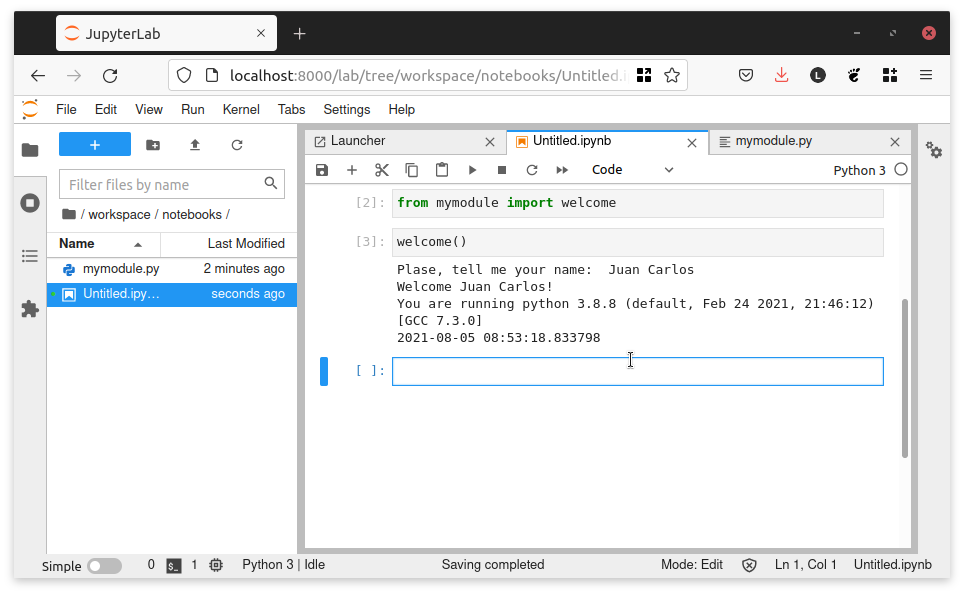 JupyterLab
localhost:8000/lab/tree/workspace/notebooks/Untitled.i
File Edit View Run Kernel Tabs Settings Help
Launcher Untitled.ipynb mymodule.py
Filter files by name
Code Python 3
/ workspace / notebooks /
Name Last Modified
mymodule.py 2 minutes ago
Untitled.ipy… seconds ago
[2]: from mymodule import welcome
[3]: welcome()
Plase, tell me your name:  Juan Carlos
Welcome Juan Carlos!
You are running python 3.8.8 (default, Feb 24 2021, 21:46:12)
[GCC 7.3.0]
2021-08-05 08:53:18.833798
[ ]:
Simple 0 $_ 1 Python 3 | Idle Saving completed Mode: Edit Ln 1, Col 1 Untitled.ipynb